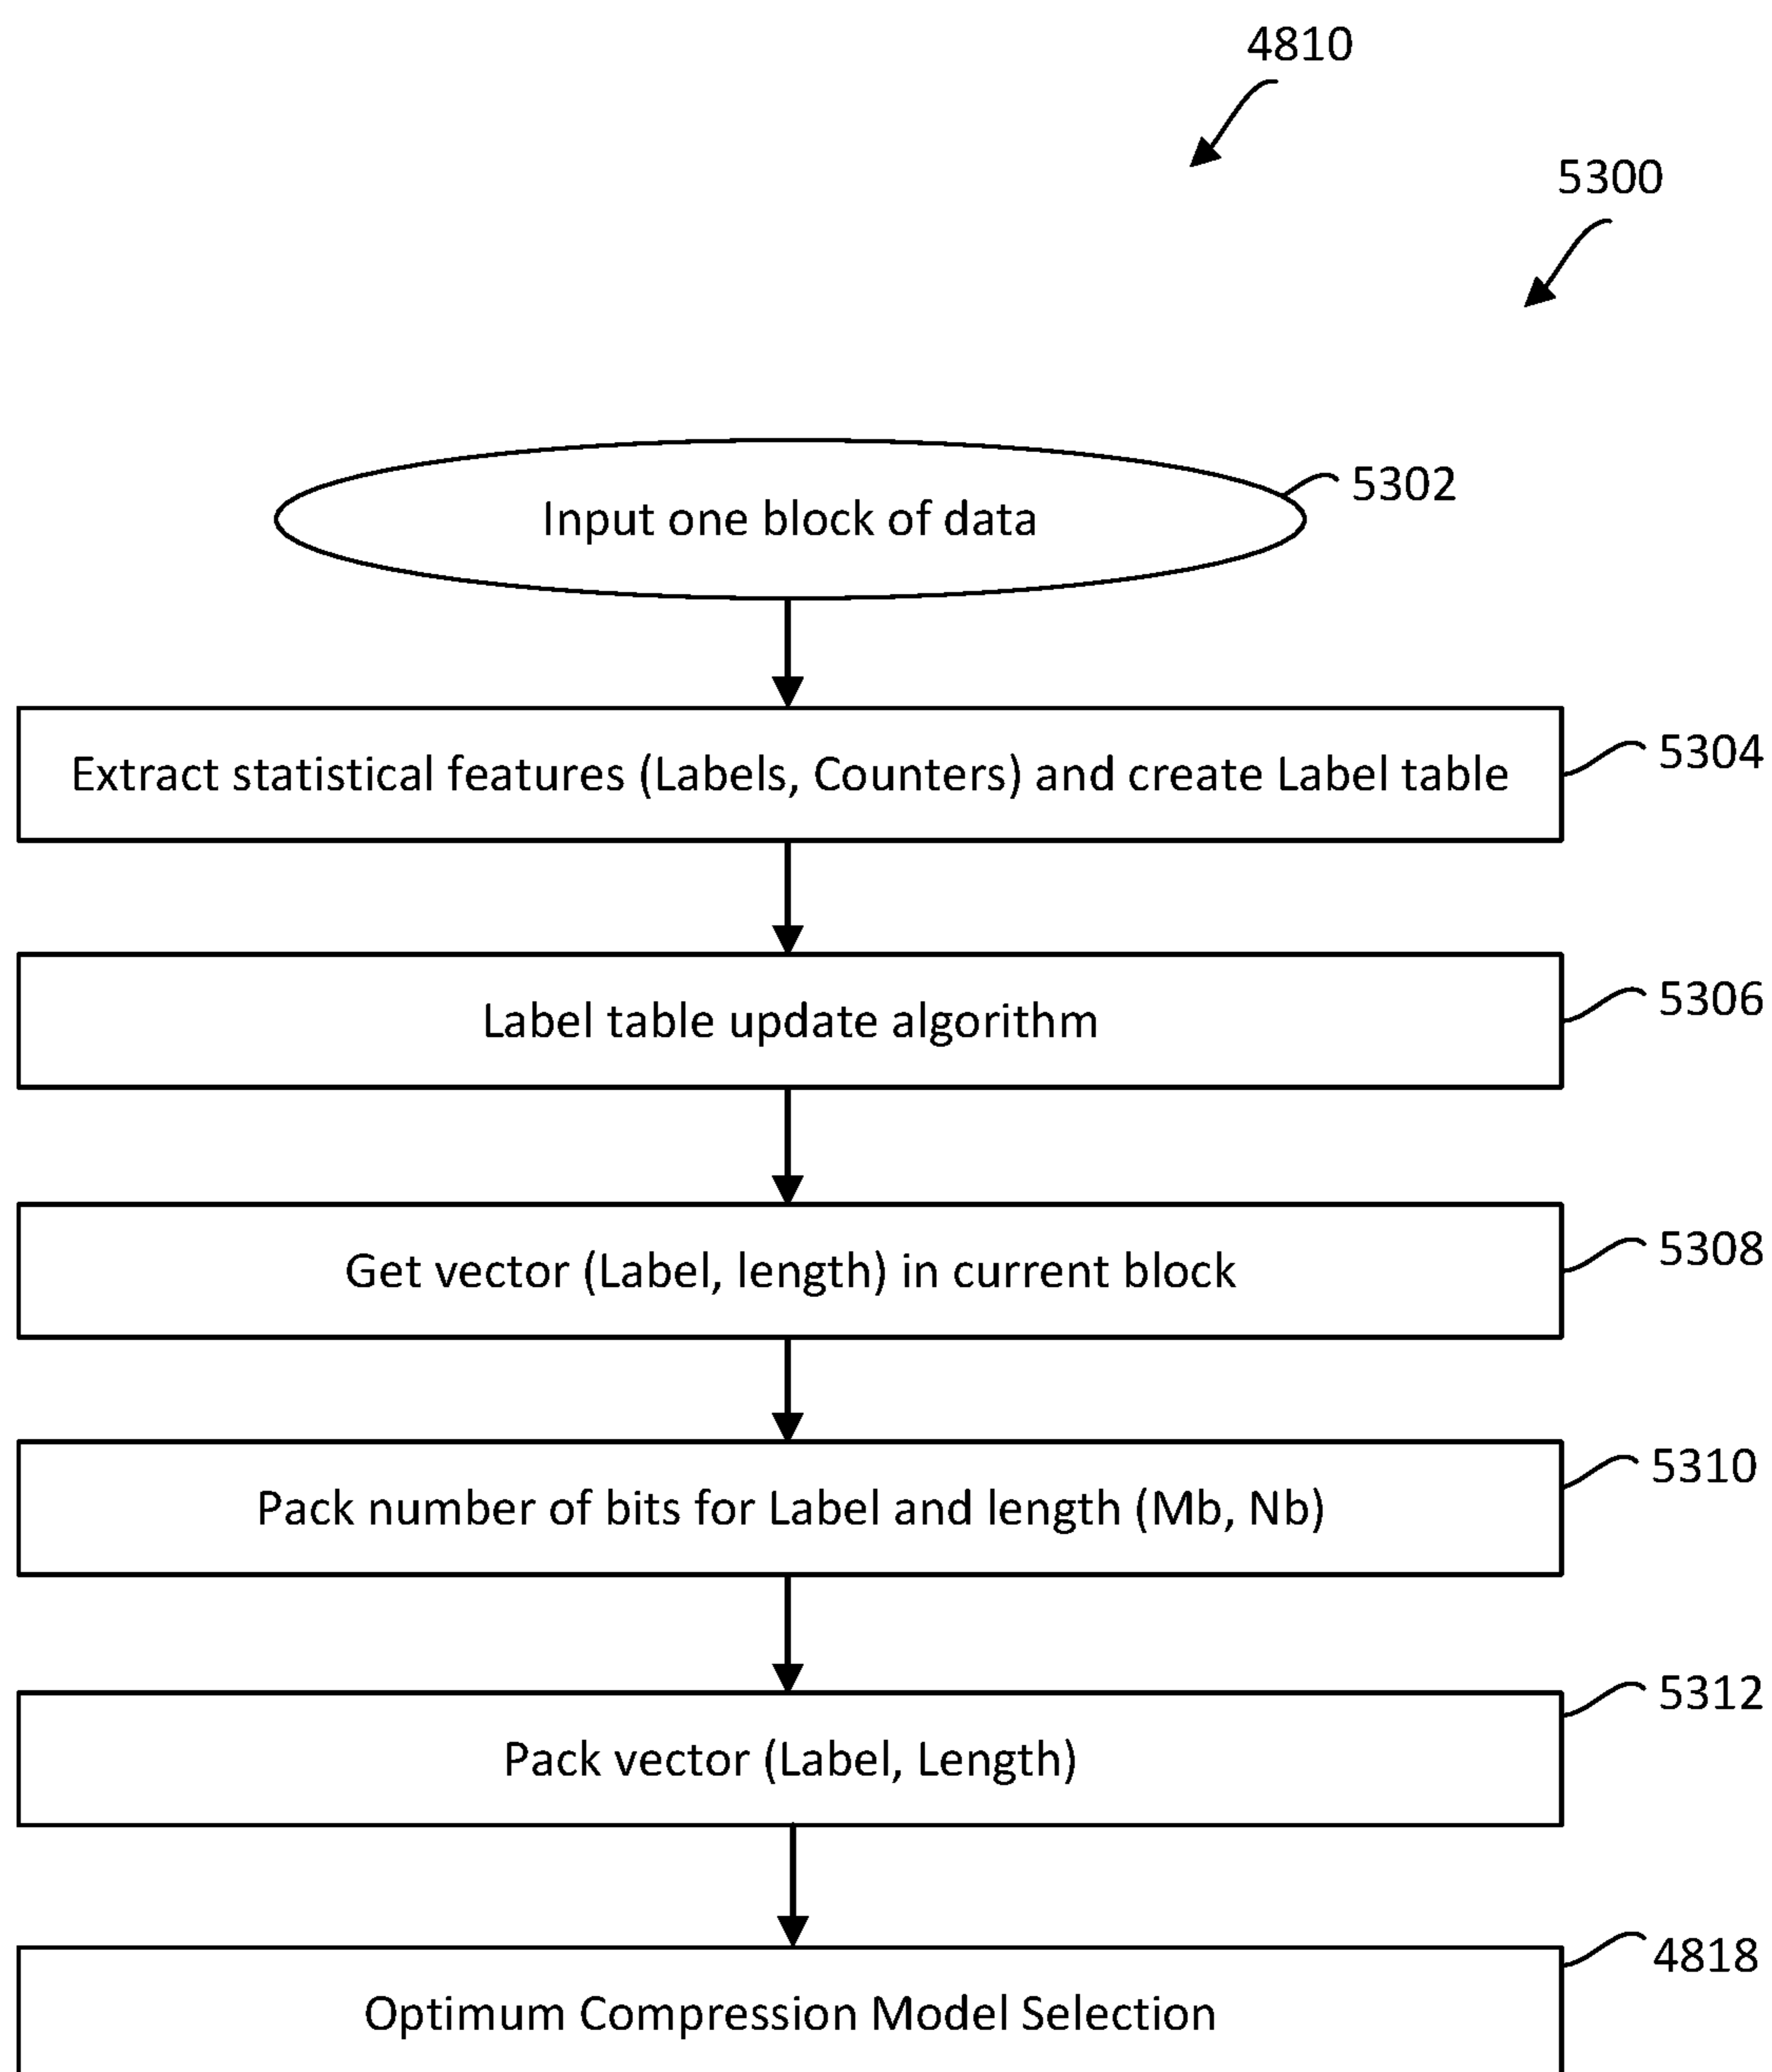 4810
5300
Input one block of data
5302
Extract statistical features (Labels, Counters) and create Label table
5304
Label table update algorithm
5306
Get vector (Label, length) in current block
5308
Pack number of bits for Label and length (Mb, Nb)
5310
Pack vector (Label, Length)
5312
Optimum Compression Model Selection
4818